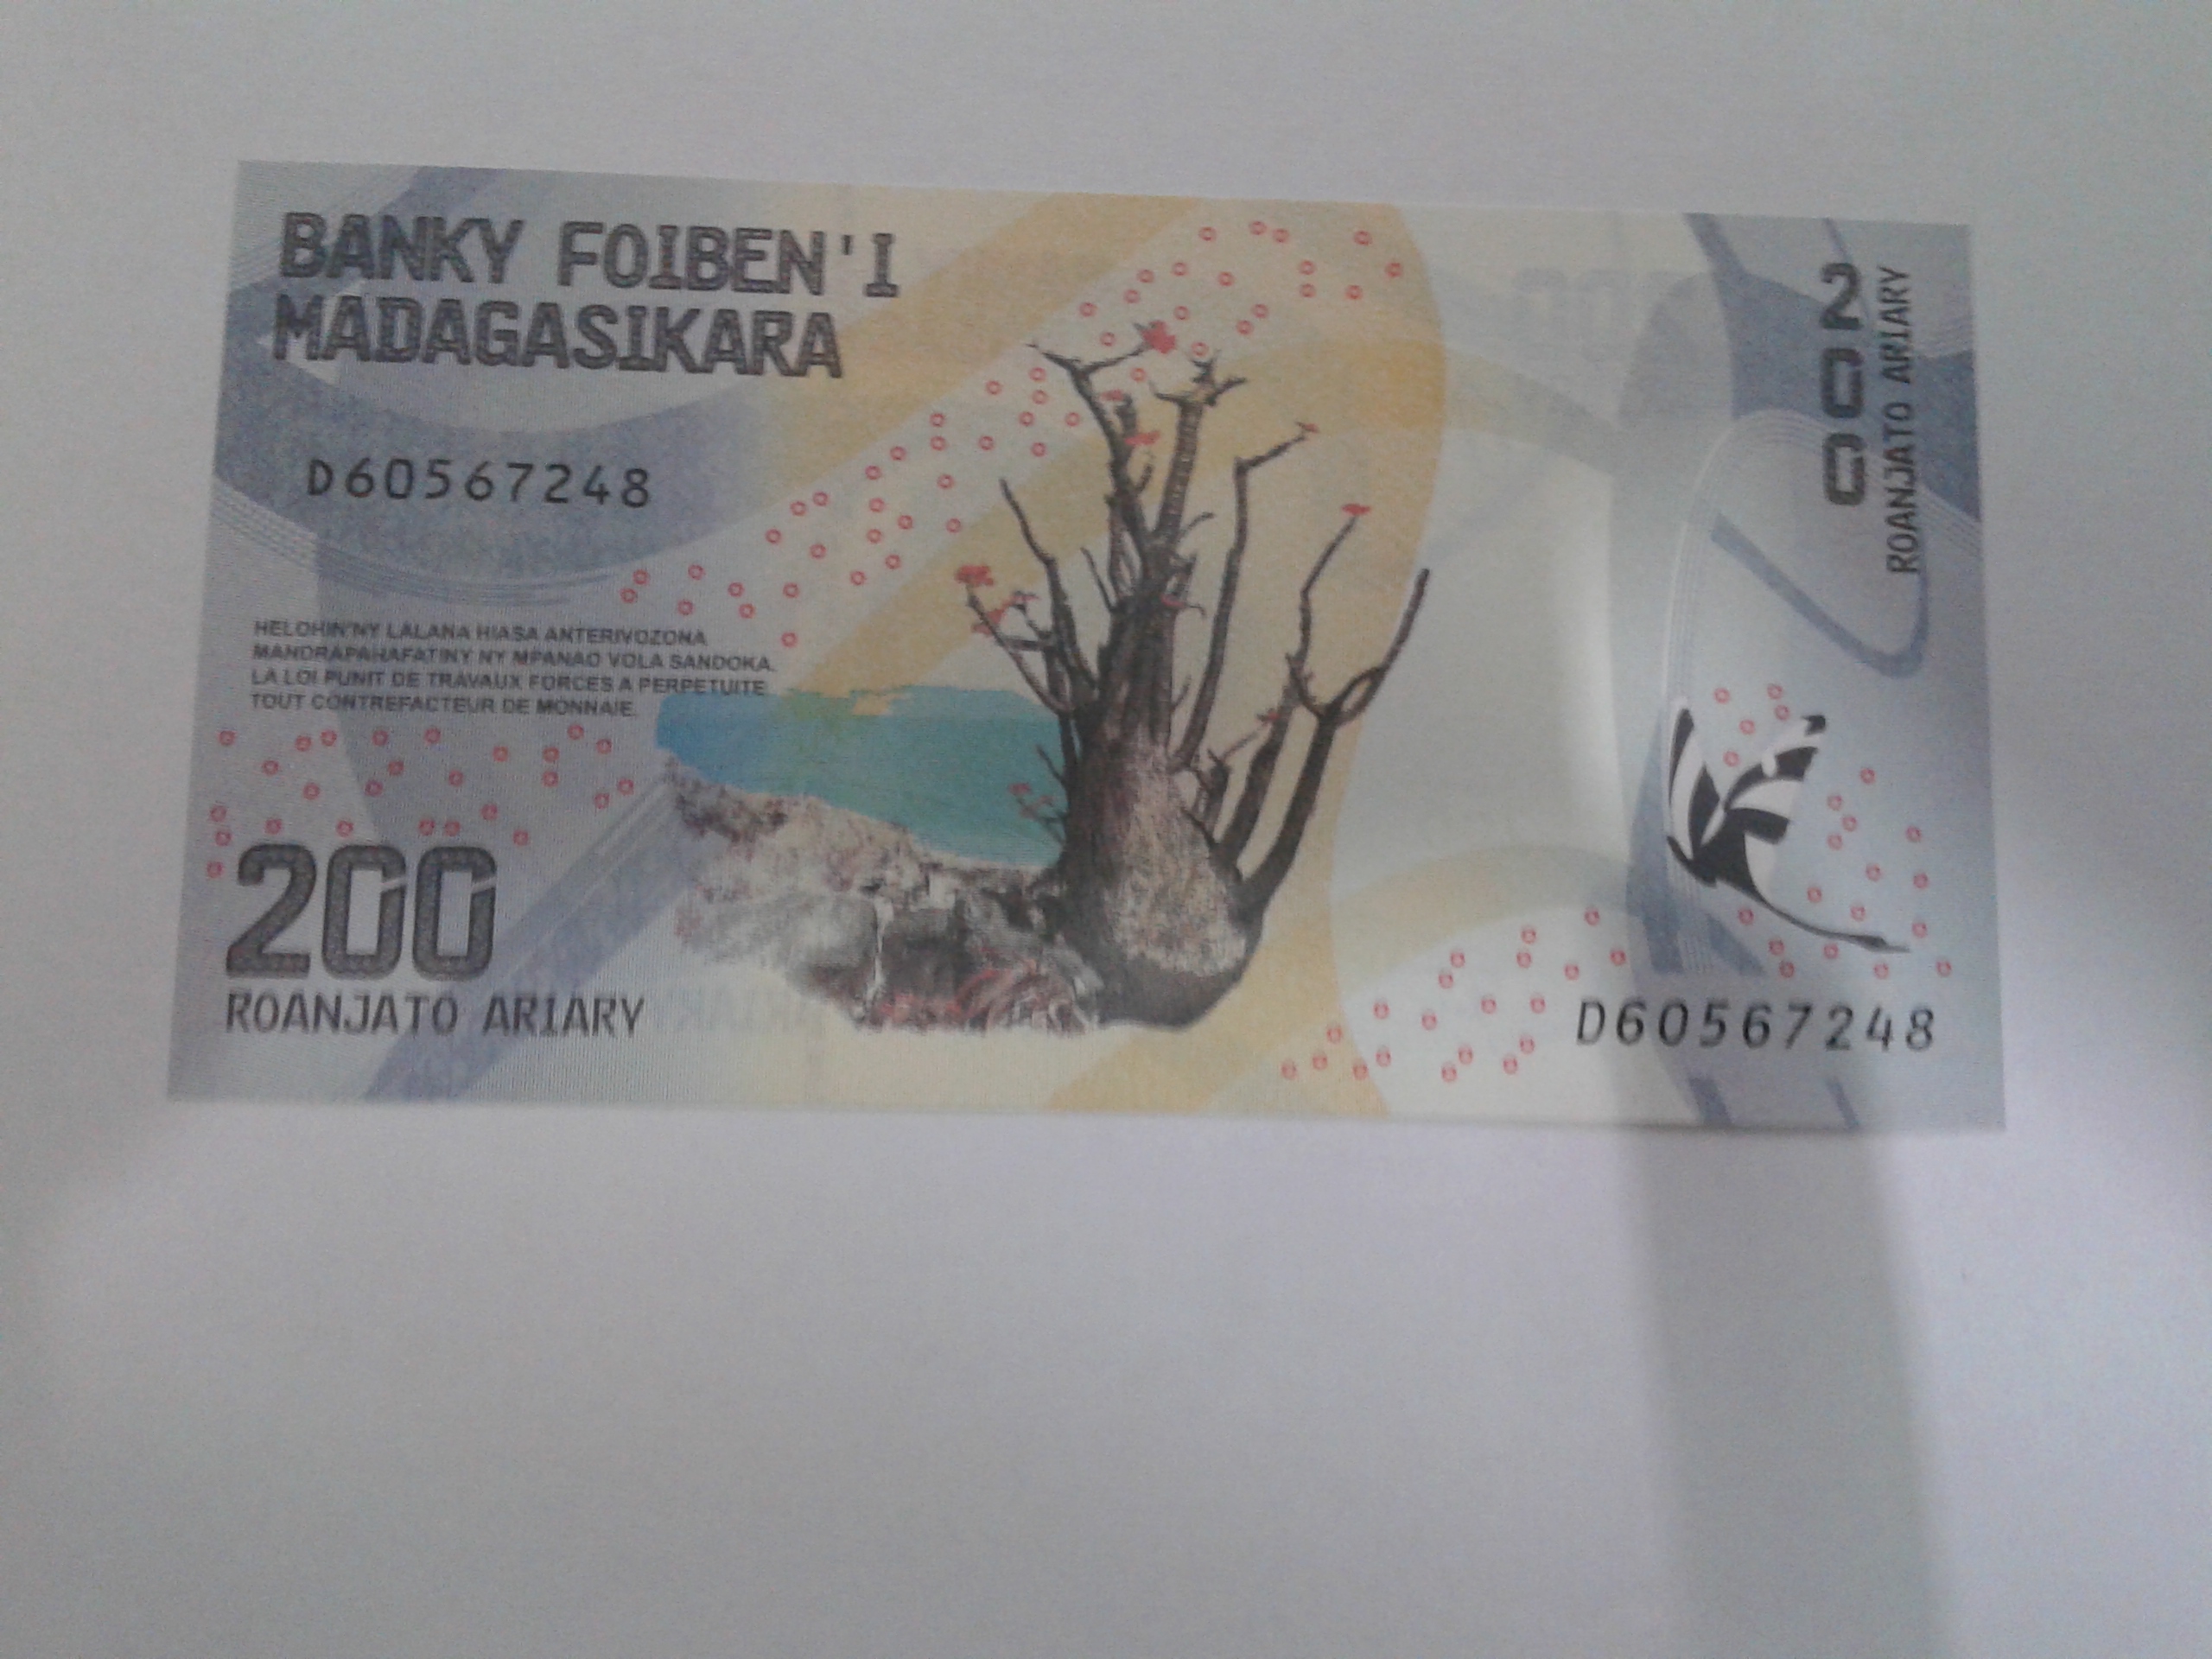 BANKY FOIBEN'I
MADAGASIKARA
D60567248
HELOHIN'NY LALANA HIASA ANTERIVOZONA
MANDRAPAHAFATINY NY MPANAO VOLA SANDOKA.
LA LOI PUNIT DE TRAVAUX FORCES A PERPETUITE
TOUT CONTREFACTEUR DE MONNAIE.
200
ROANJATO ARIARY
200
ROANJATO ARIARY
D60567248